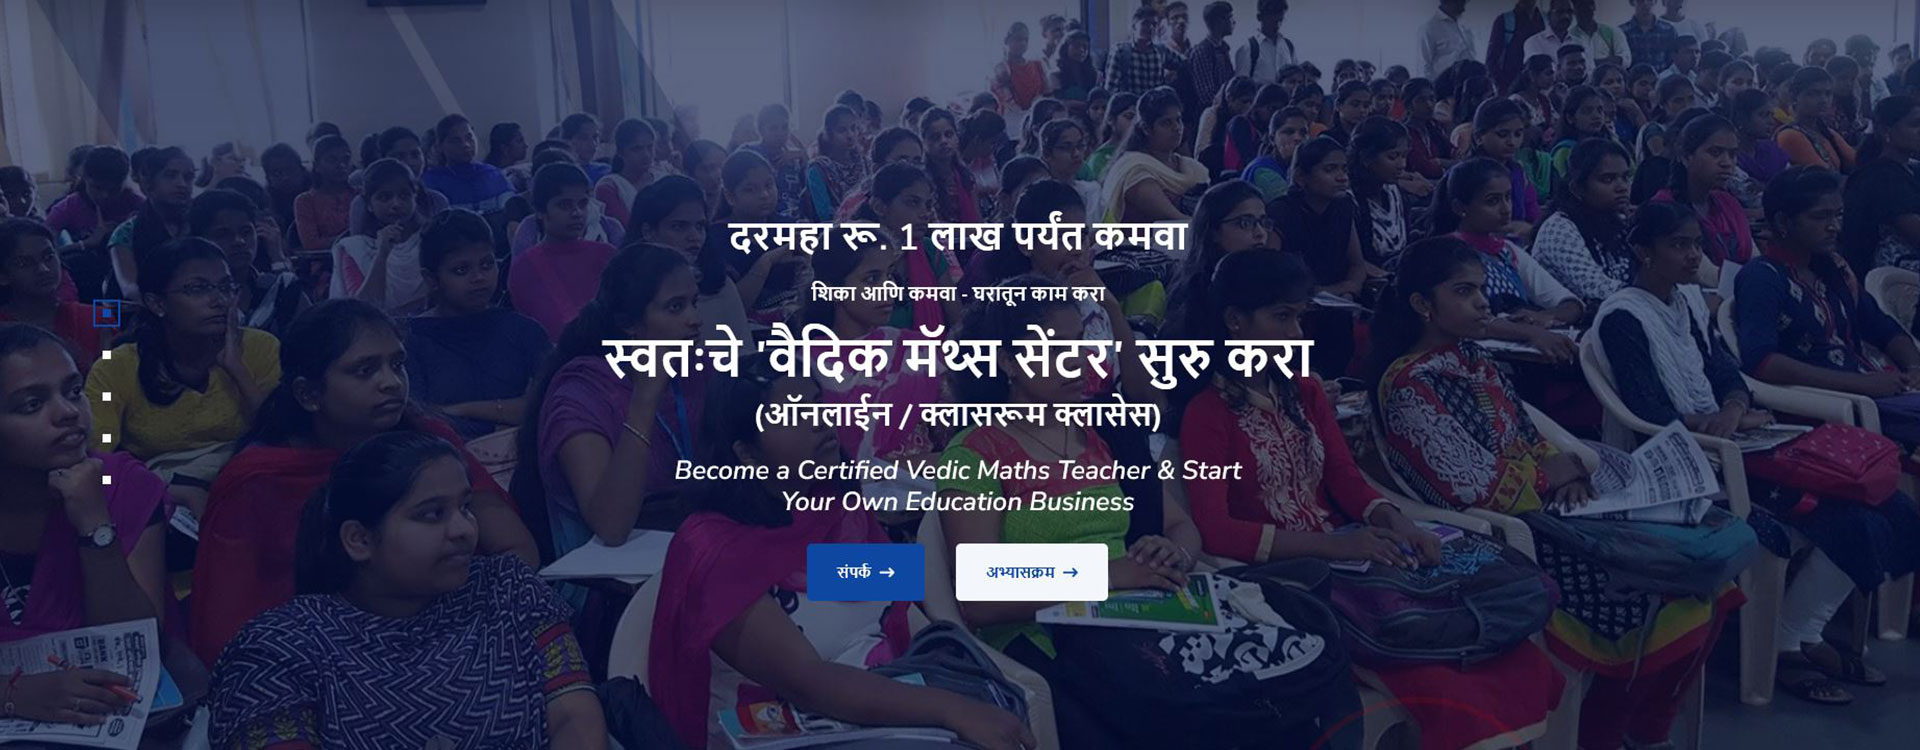 दरमहा रू. 1 लाख पर्यंत कमवा
शिका आणि कमवा - घरातून काम करा
स्वतःचे 'वैदिक मॅथ्स सेंटर' सुरु करा
(ऑनलाईन / क्लासरूम क्लासेस)
Become a Certified Vedic Maths Teacher & Start
Your Own Education Business
संपर्क →
अभ्यासक्रम →